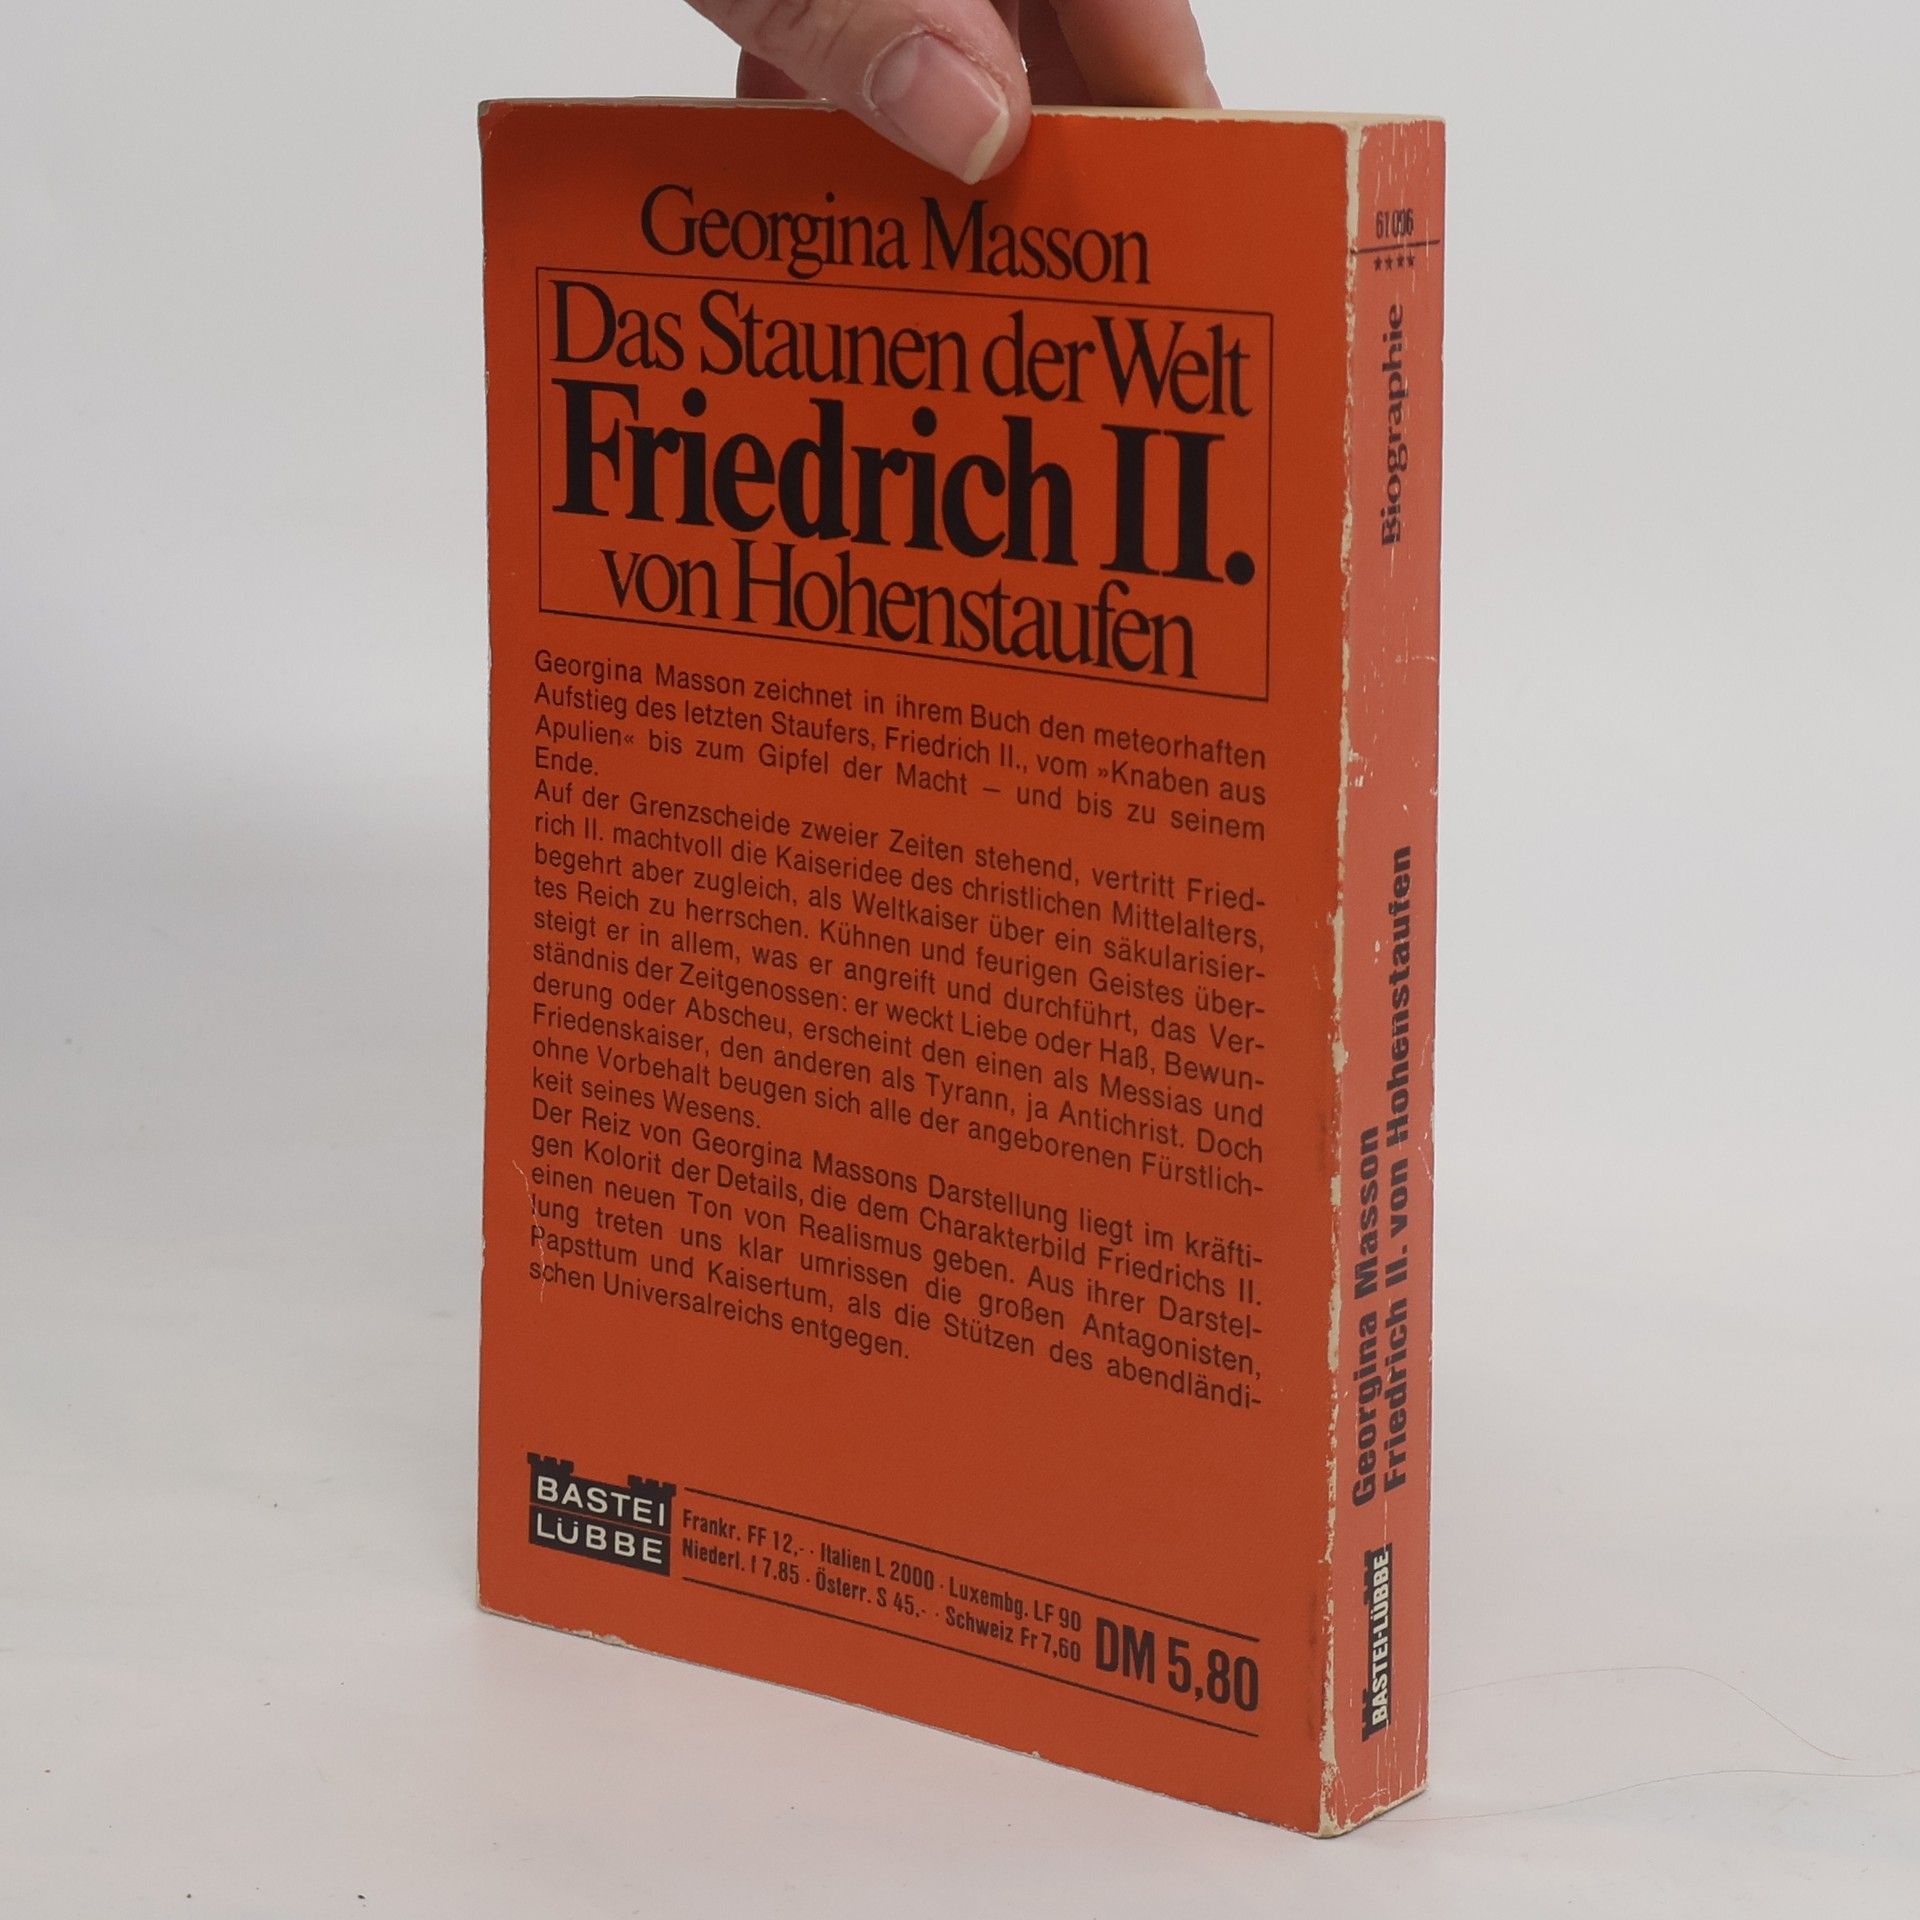 Georgina Masson
Das Staunen der Welt
Friedrich II.
von Hohenstaufen
Georgina Masson zeichnet in ihrem Buch den meteorhaften
Aufstieg des letzten Staufers, Friedrich II., vom »Knaben aus
Apulien« bis zum Gipfel der Macht – und bis zu seinem
Ende.
Auf der Grenzscheide zweier Zeiten stehend, vertritt Fried-
rich II. machtvoll die Kaiseridee des christlichen Mittelalters,
begehrt aber zugleich, als Weltkaiser über ein säkularisier-
tes Reich zu herrschen. Kühnen und feurigen Geistes über-
steigt er in allem, was er angreift und durchführt, das Ver-
ständnis der Zeitgenossen: er weckt Liebe oder Haß, Bewun-
derung oder Abscheu, erscheint den einen als Messias und
Friedenskaiser, den anderen als Tyrann, ja Antichrist. Doch
ohne Vorbehalt beugen sich alle der angeborenen Fürstlich-
keit seines Wesens.
Der Reiz von Georgina Massons Darstellung liegt im kräfti-
gen Kolorit der Details, die dem Charakterbild Friedrichs II.
einen neuen Ton von Realismus geben. Aus ihrer Darstel-
lung treten uns klar umrissen die großen Antagonisten,
Papsttum und Kaisertum, als die Stützen des abendländi-
schen Universalreichs entgegen.
BASTEI
LÜBBE
Frankr. FF 12,- · Italien L 2000 · Luxembg. LF 90
Niederl. f 7,85 · Österr. S 45,- · Schweiz Fr 7,60
DM 5,80
61006
****
Biographie
Georgina Masson
Friedrich II. von Hohenstaufen
BASTEI-LÜBBE